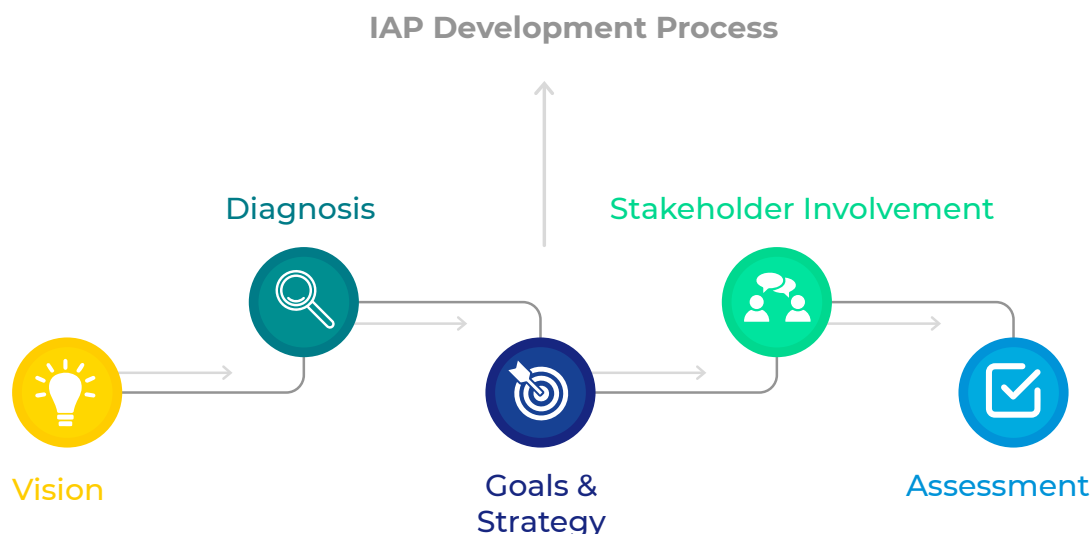 IAP Development Process
Diagnosis
Stakeholder Involvement
Vision
Goals &
Strategy
Assessment